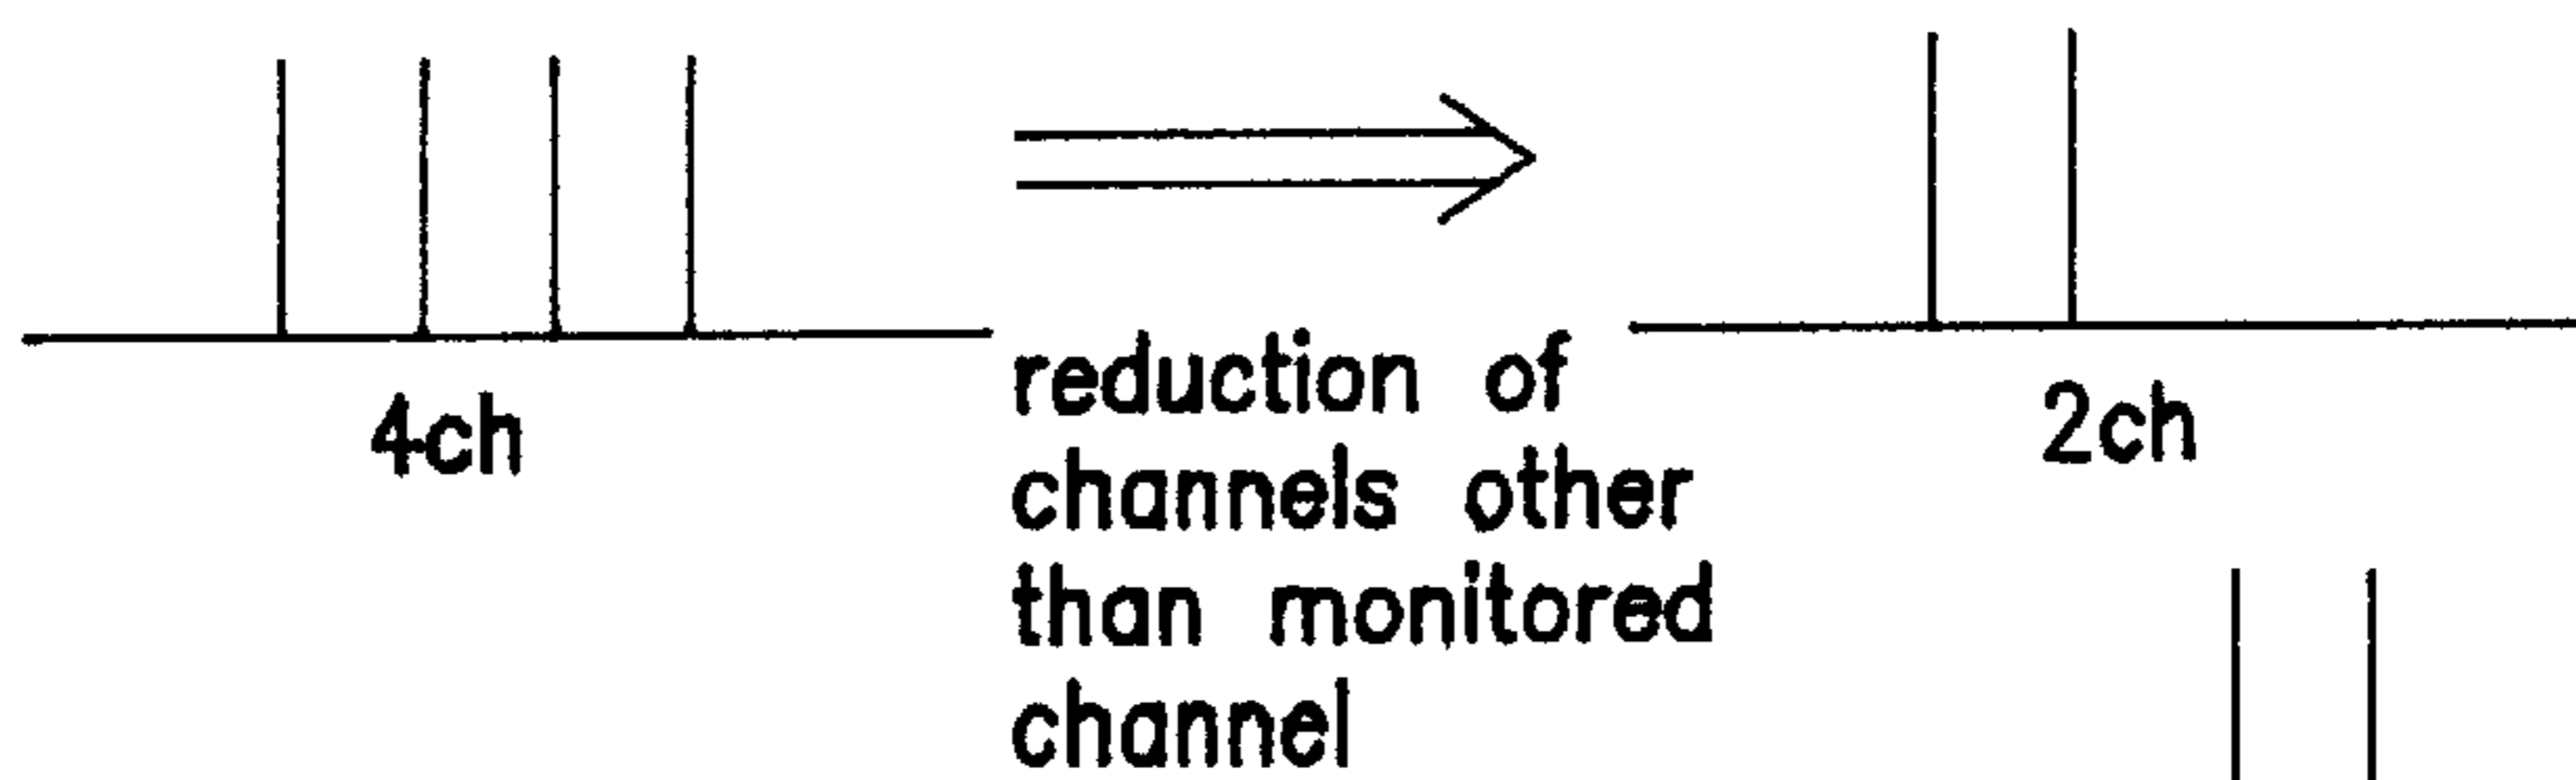 4ch
reduction of
channels other
than monitored
channel
2ch